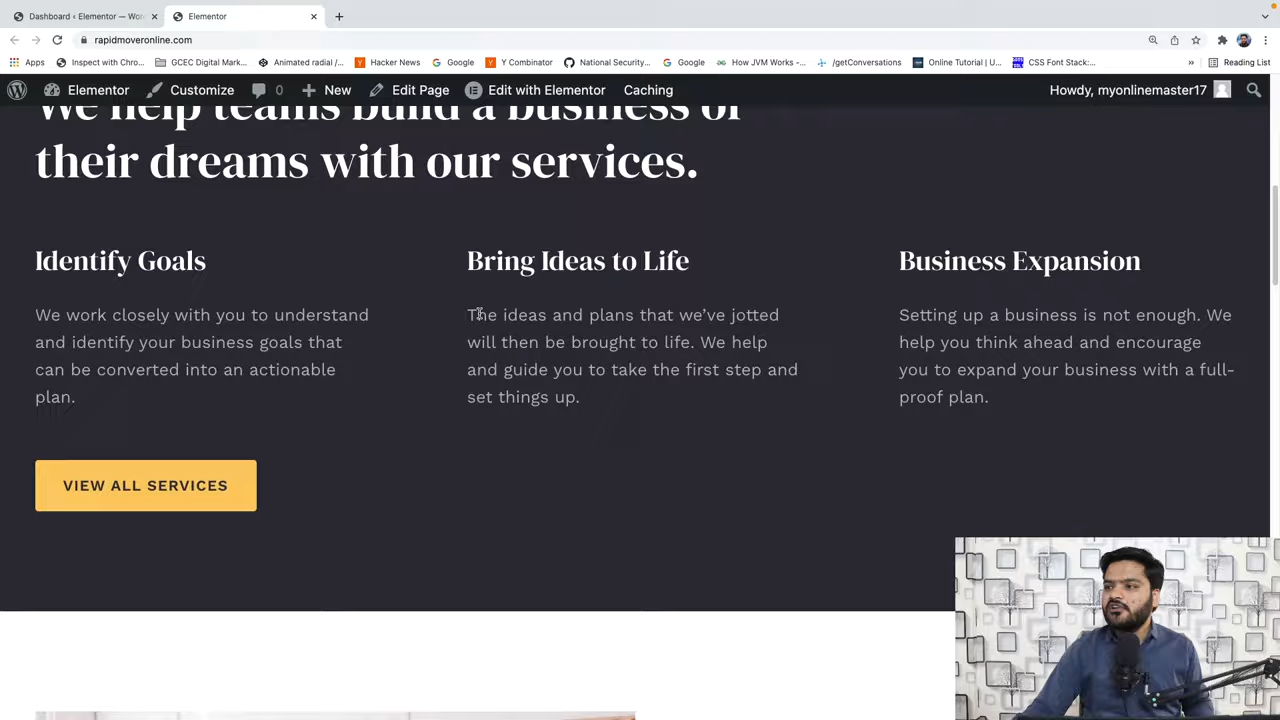 Dashboard ‹ Elementor — Wor
Elementor
rapidmoveronline.com
Apps
Inspect with Chro...
GCEC Digital Mark...
Animated radial /...
Hacker News
Google
Y Combinator
National Security...
Google
How JVM Works -...
/getConversations
Online Tutorial | U...
CSS Font Stack:...
»
Reading List
Elementor
Customize
0
New
Edit Page
Edit with Elementor
Caching
Howdy, myonlinemaster17
We help teams build a business of
their dreams with our services.
Identify Goals
We work closely with you to understand
and identify your business goals that
can be converted into an actionable
plan.
Bring Ideas to Life
The ideas and plans that we’ve jotted
will then be brought to life. We help
and guide you to take the first step and
set things up.
Business Expansion
Setting up a business is not enough. We
help you think ahead and encourage
you to expand your business with a full-
proof plan.
VIEW ALL SERVICES